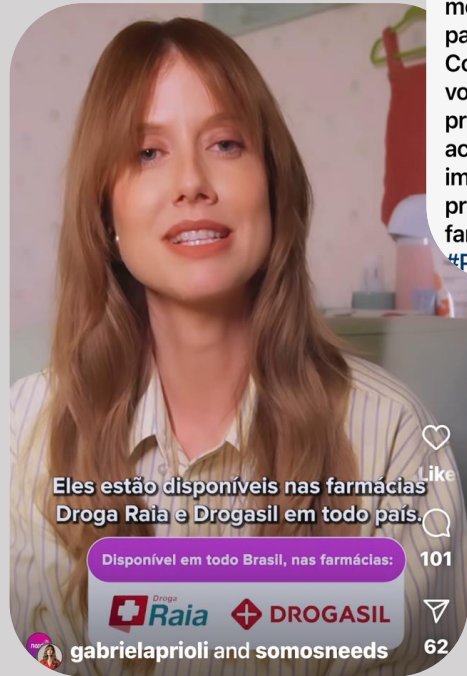 Eles estão disponíveis nas farmácias
Droga Raia e Drogasil em todo país.
Disponível em todo Brasil, nas farmácias:
Droga
Raia
DROGASIL
Like
101
62
gabrielaprioli and somosneeds